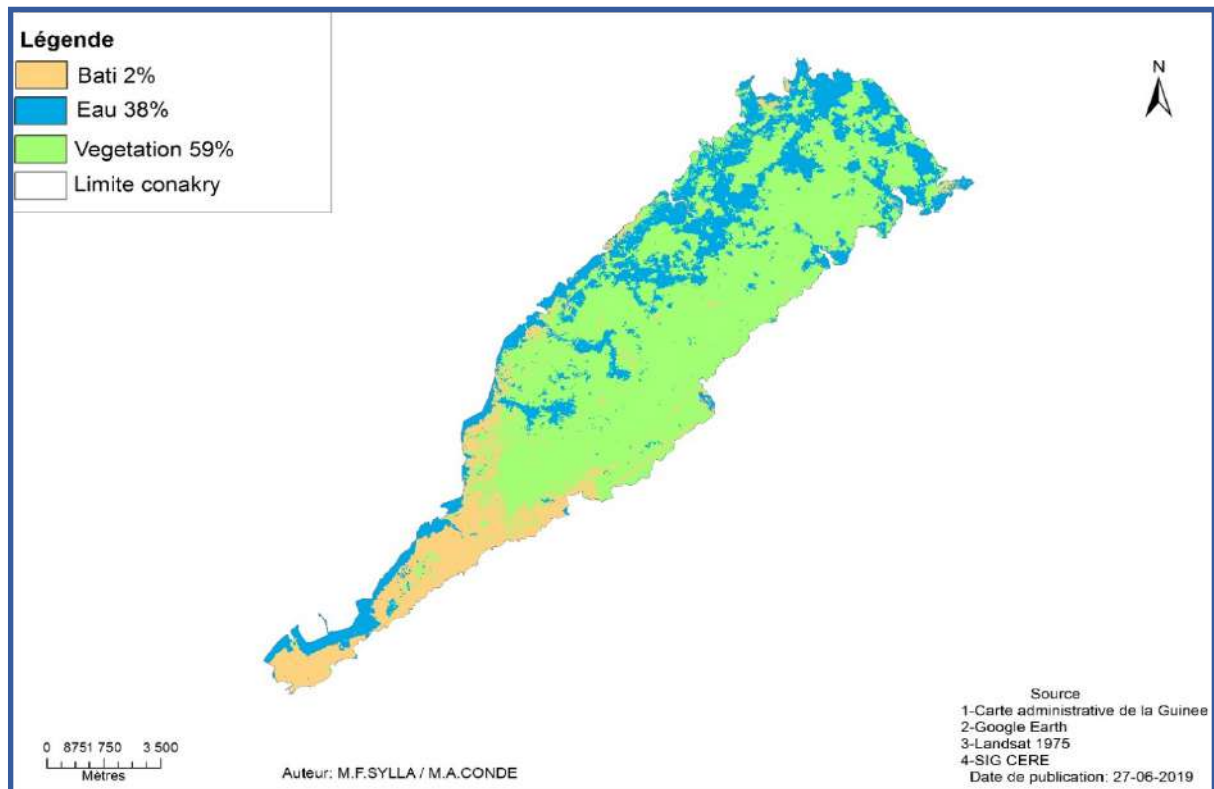 Légende
Bati 2%
Eau 38%
Vegetation 59%
Limite conakry
N
0 8751 750 3 500
Mètres
Auteur: M.F.SYLLA / M.A.CONDE
Source
1-Carte administrative de la Guinee
2-Google Earth
3-Landsat 1975
4-SIG CERE
Date de publication: 27-06-2019